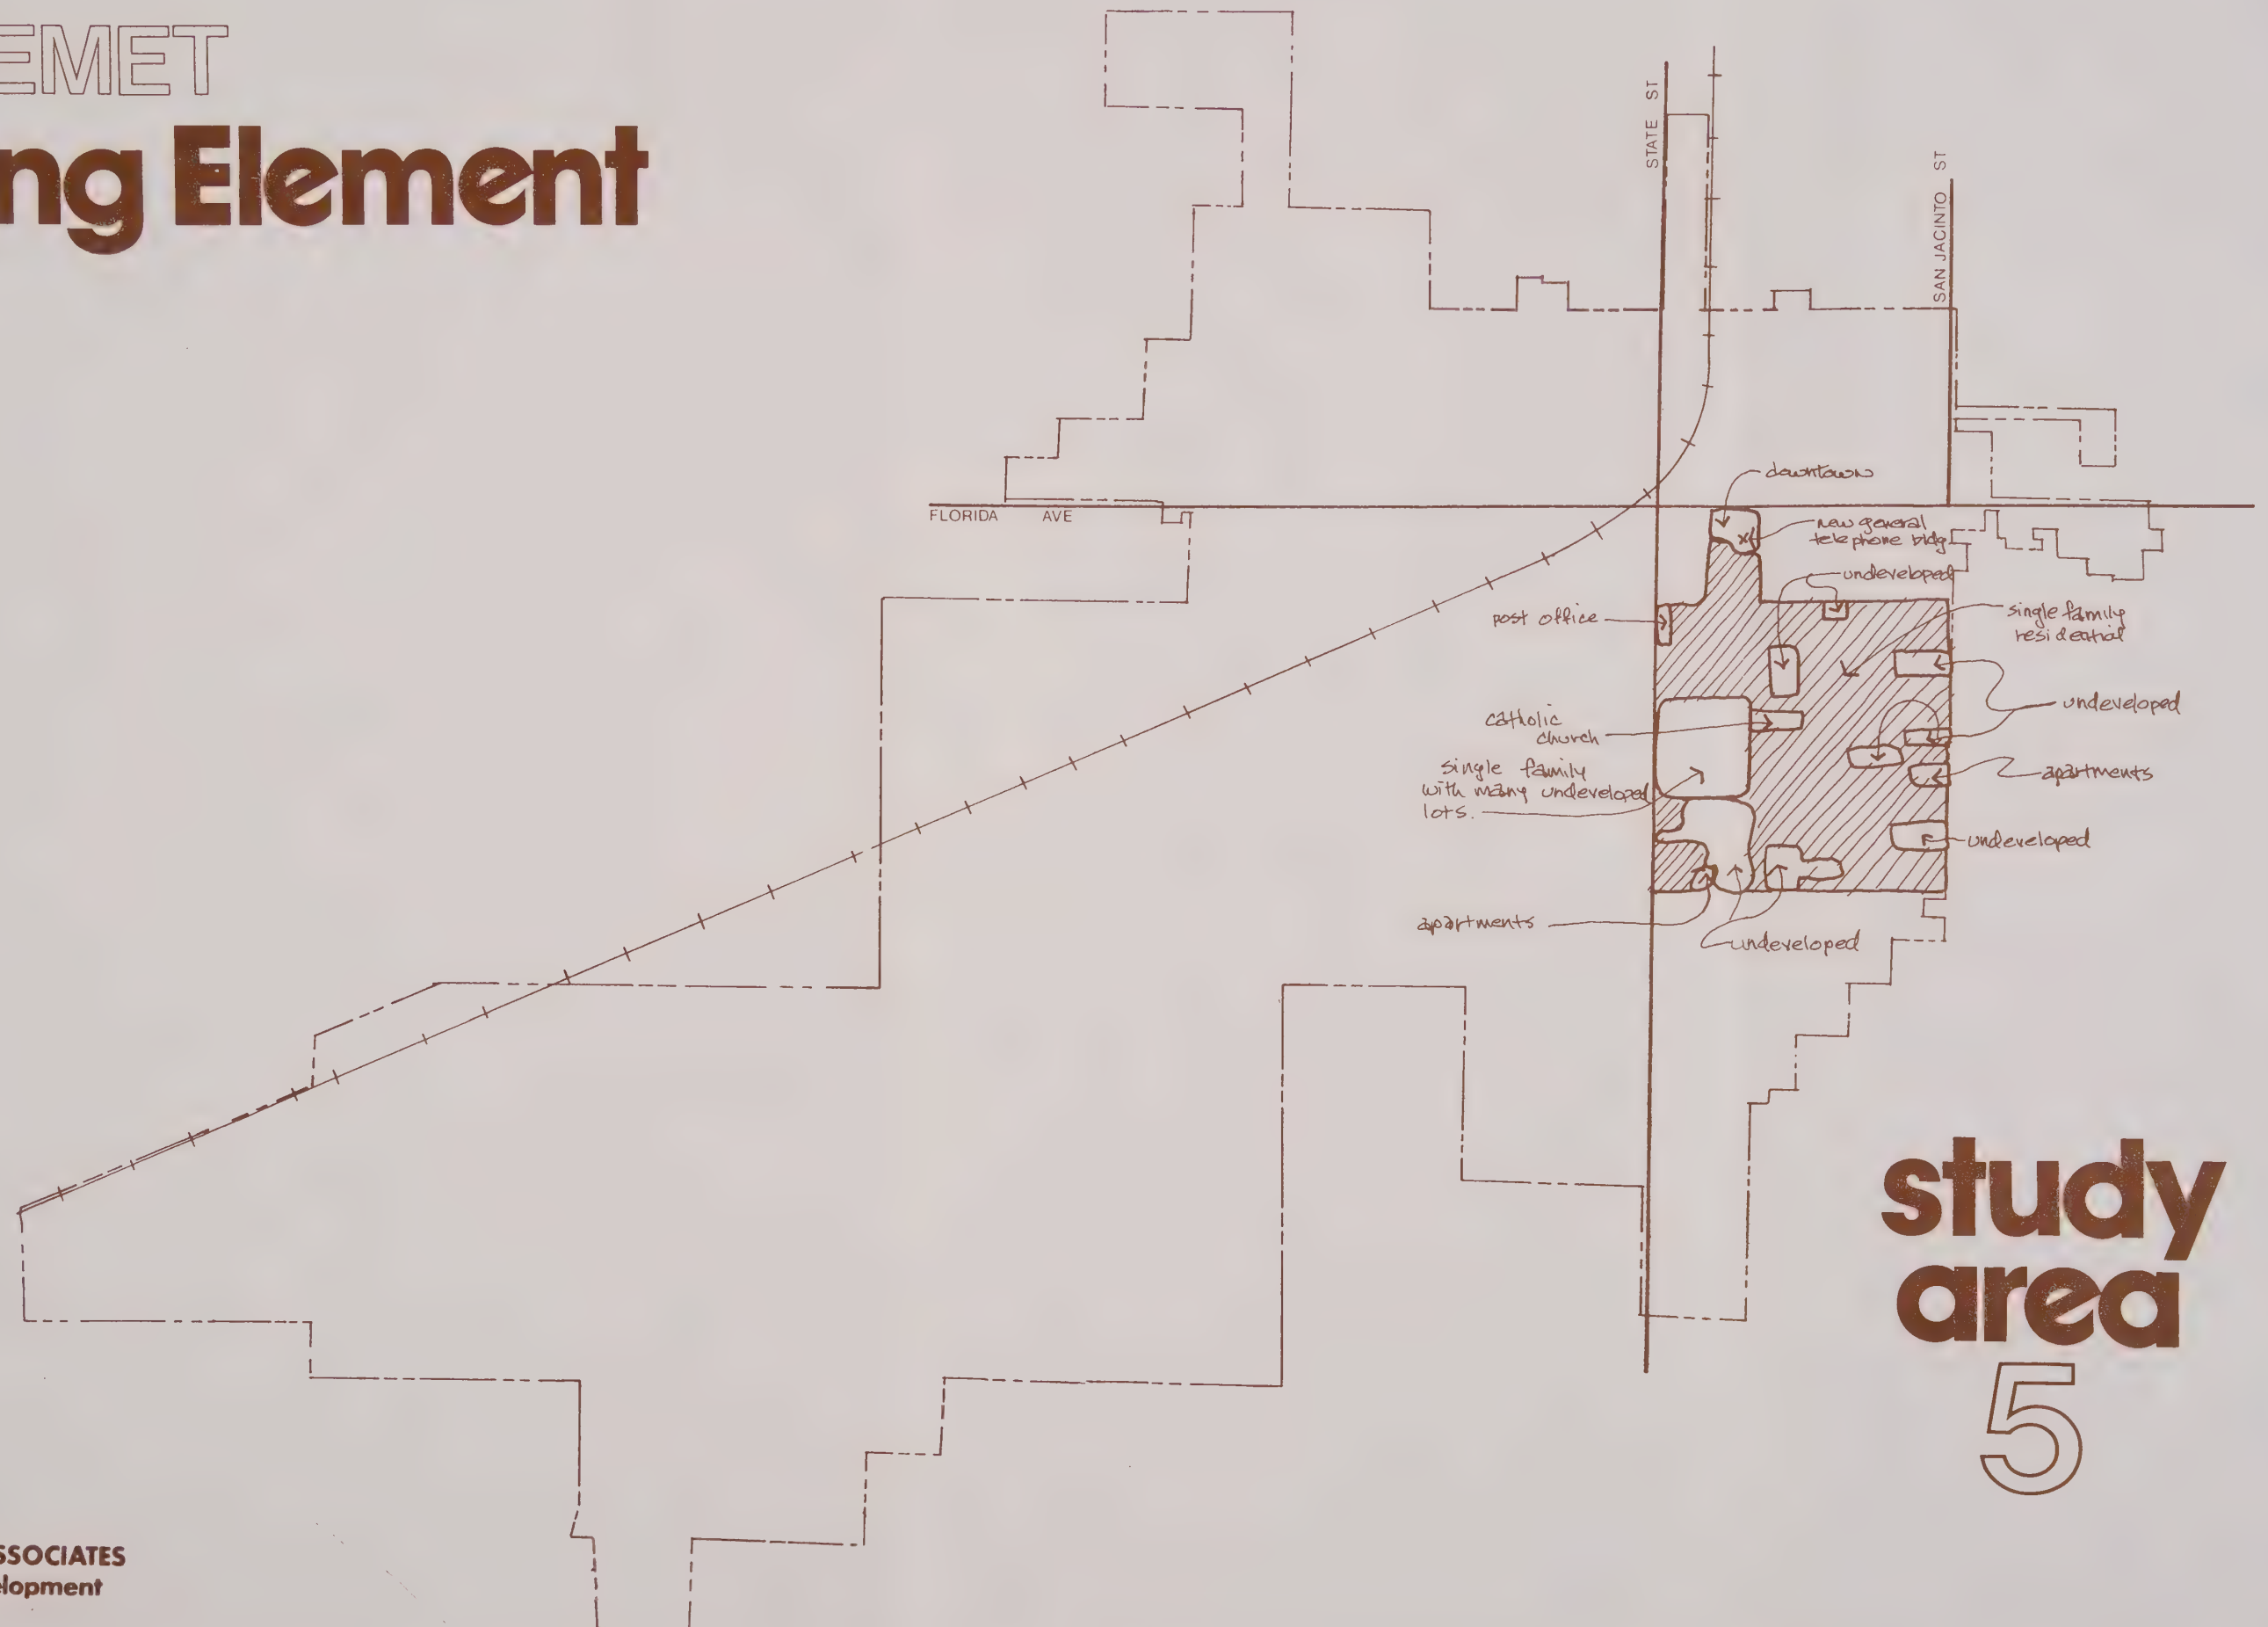 EMET
ng Element
STATE ST
SAN JACINTO ST
FLORIDA AVE
downtown
new general
telephone bldg
undeveloped
post office
single family
residential
catholic
church
undeveloped
single family
with many undeveloped
lots.
apartments
undeveloped
apartments
undeveloped
study
area
5
SSOCIATES
lopment